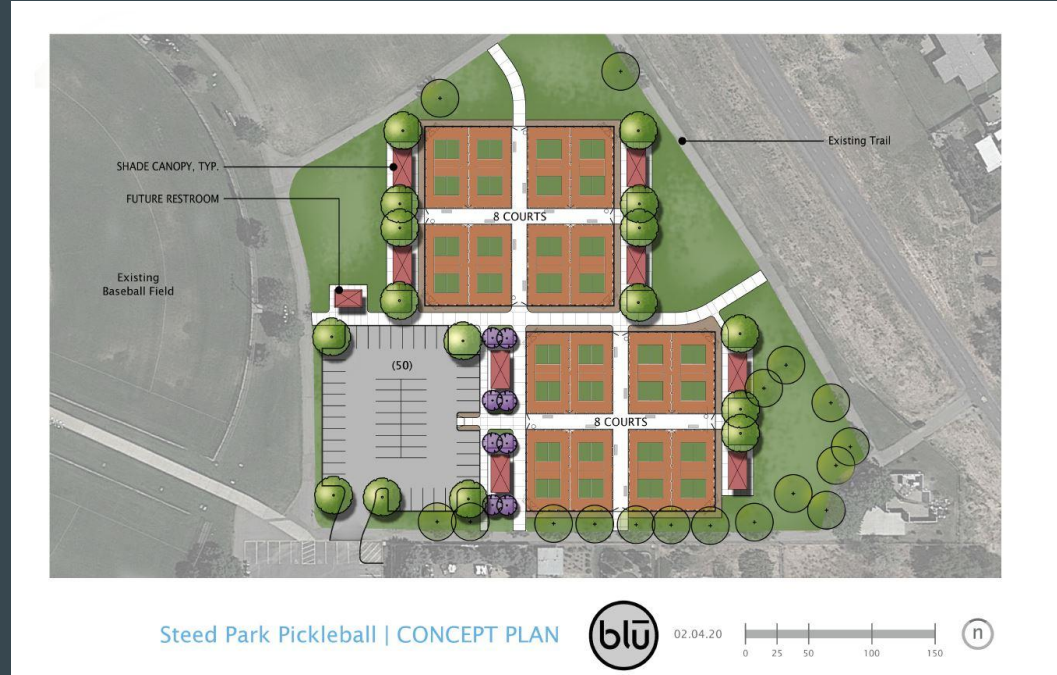 Existing Trail
SHADE CANOPY, TYP.
FUTURE RESTROOM
8 COURTS
Existing
Baseball Field
(50)
8 COURTS
Steed Park Pickleball | CONCEPT PLAN
blū
02.04.20
0 25 50 100 150
n